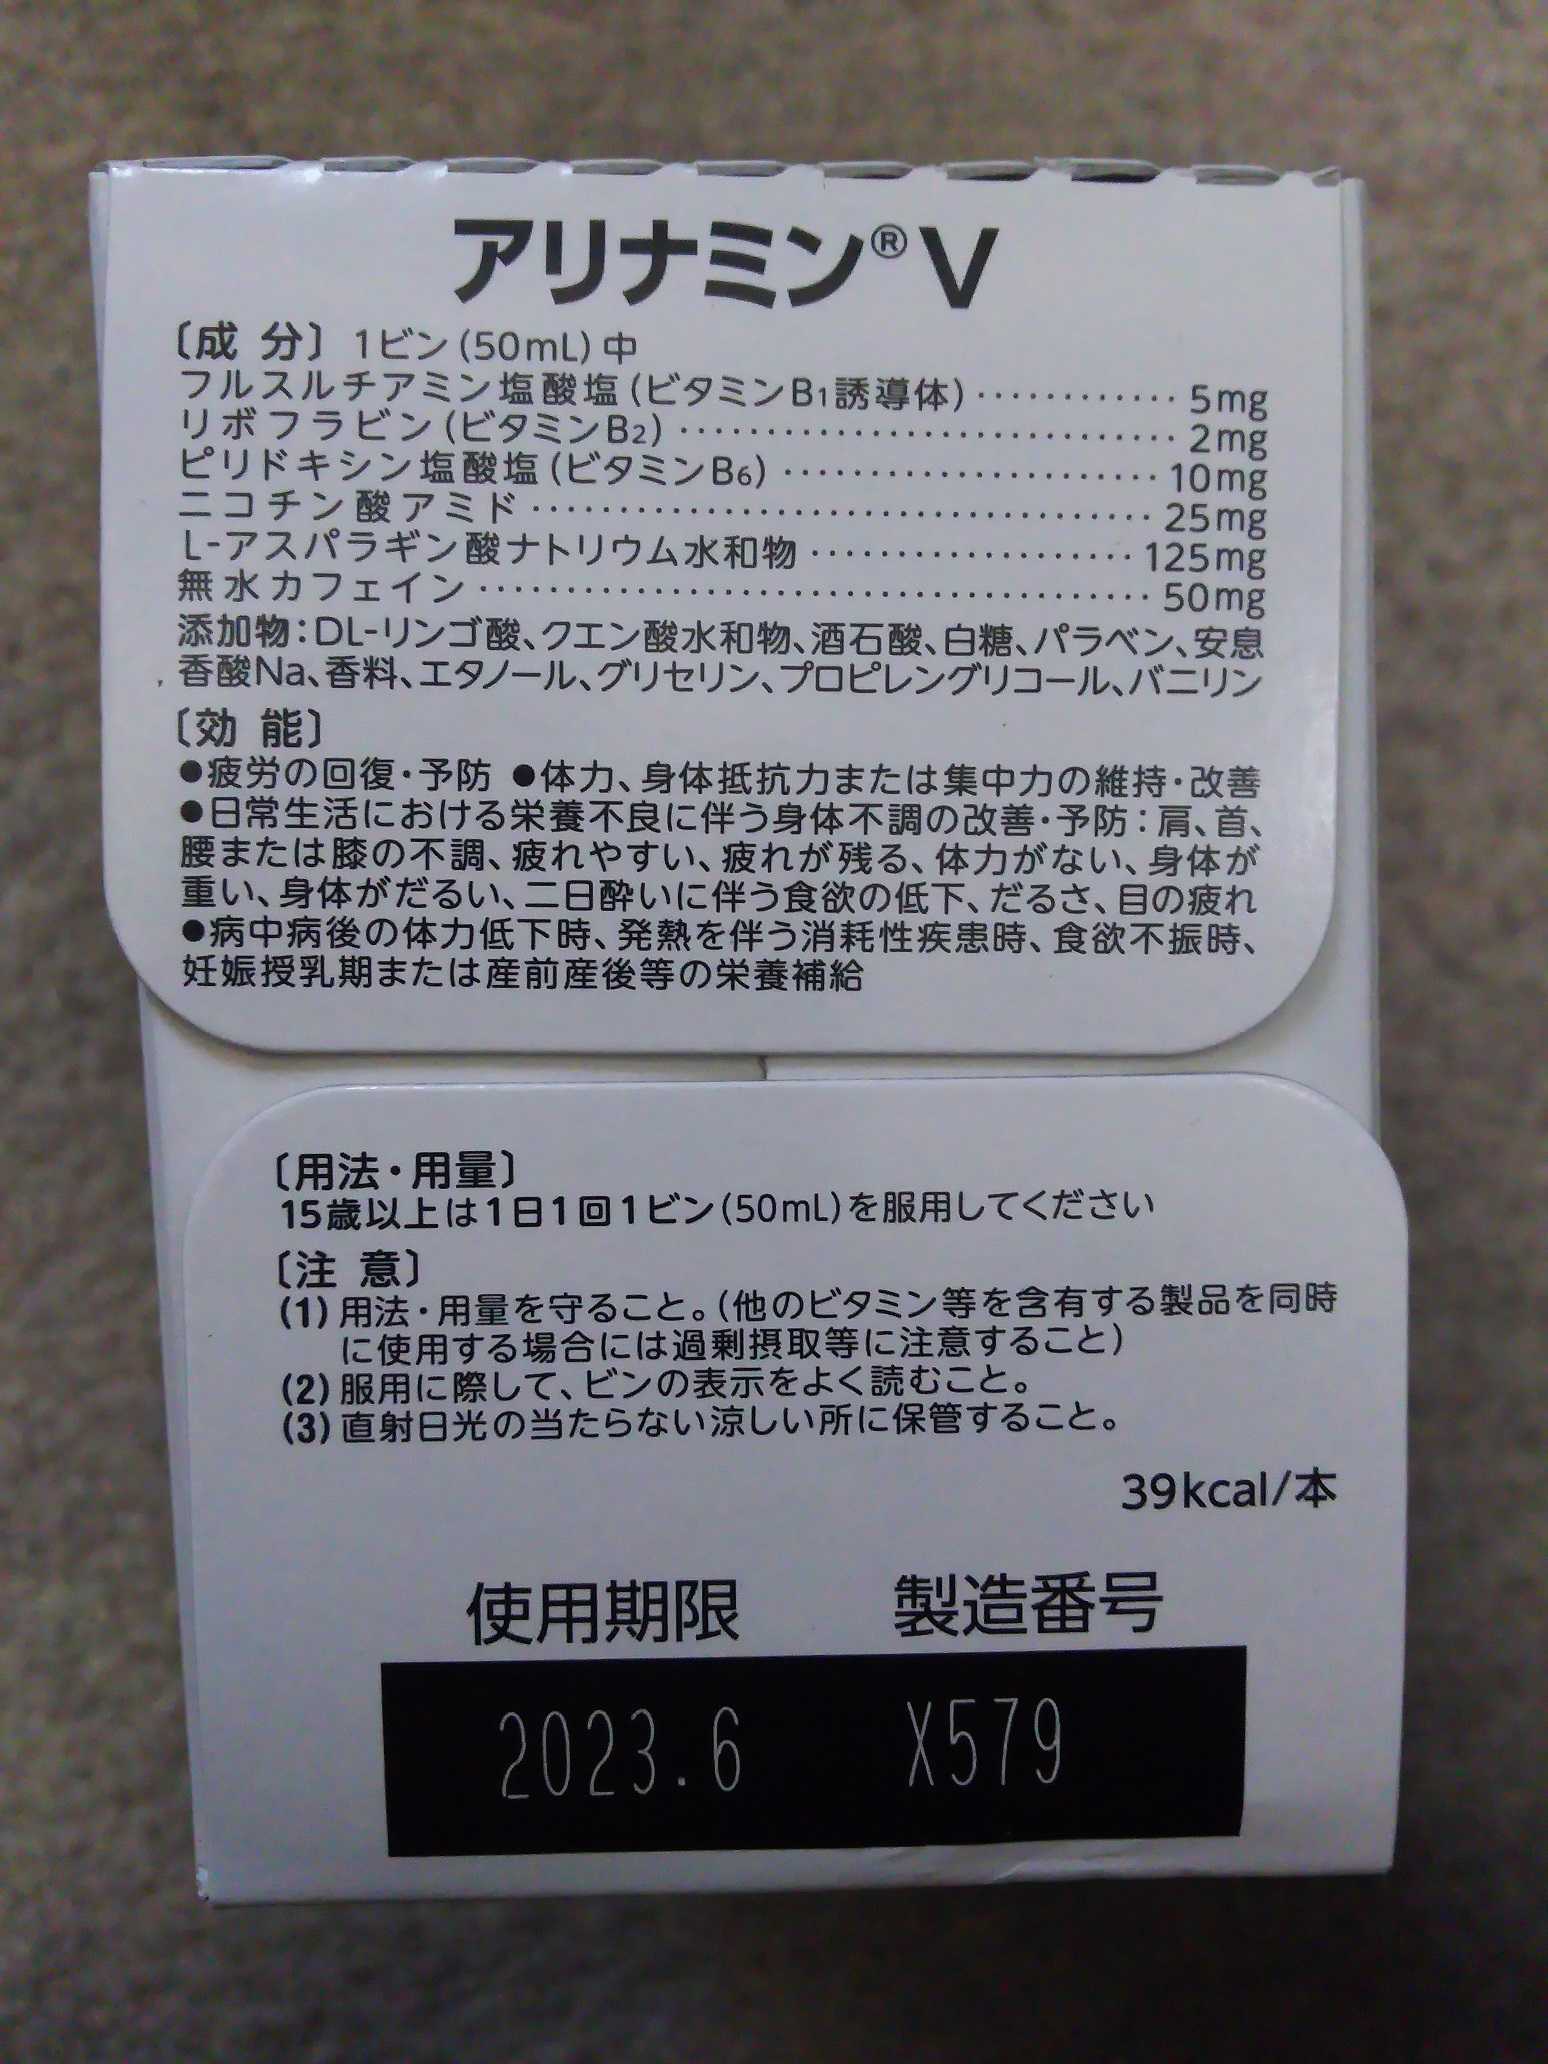 アリナミン® V
〔成 分〕 1ビン(50mL)中
フルスルチアミン塩酸塩(ビタミンB1誘導体)············ 5mg
リボフラビン(ビタミンB2)···························· 2mg
ピリドキシン塩酸塩(ビタミンB6)····················· 10mg
ニコチン酸アミド··································· 25mg
L-アスパラギン酸ナトリウム水和物·················· 125mg
無水カフェイン····································· 50mg
添加物:DL-リンゴ酸、クエン酸水和物、酒石酸、白糖、パラベン、安息
香酸Na、香料、エタノール、グリセリン、プロピレングリコール、バニリン
〔効 能〕
●疲労の回復・予防 ●体力、身体抵抗力または集中力の維持・改善
●日常生活における栄養不良に伴う身体不調の改善・予防:肩、首、
腰または膝の不調、疲れやすい、疲れが残る、体力がない、身体が
重い、身体がだるい、二日酔いに伴う食欲の低下、だるさ、目の疲れ
●病中病後の体力低下時、発熱を伴う消耗性疾患時、食欲不振時、
妊娠授乳期または産前産後等の栄養補給
〔用法・用量〕
15歳以上は1日1回1ビン(50mL)を服用してください
〔注 意〕
(1) 用法・用量を守ること。(他のビタミン等を含有する製品を同時
に使用する場合には過剰摂取等に注意すること)
(2) 服用に際して、ビンの表示をよく読むこと。
(3) 直射日光の当たらない涼しい所に保管すること。
39kcal/本
使用期限 製造番号
2023.6 X579